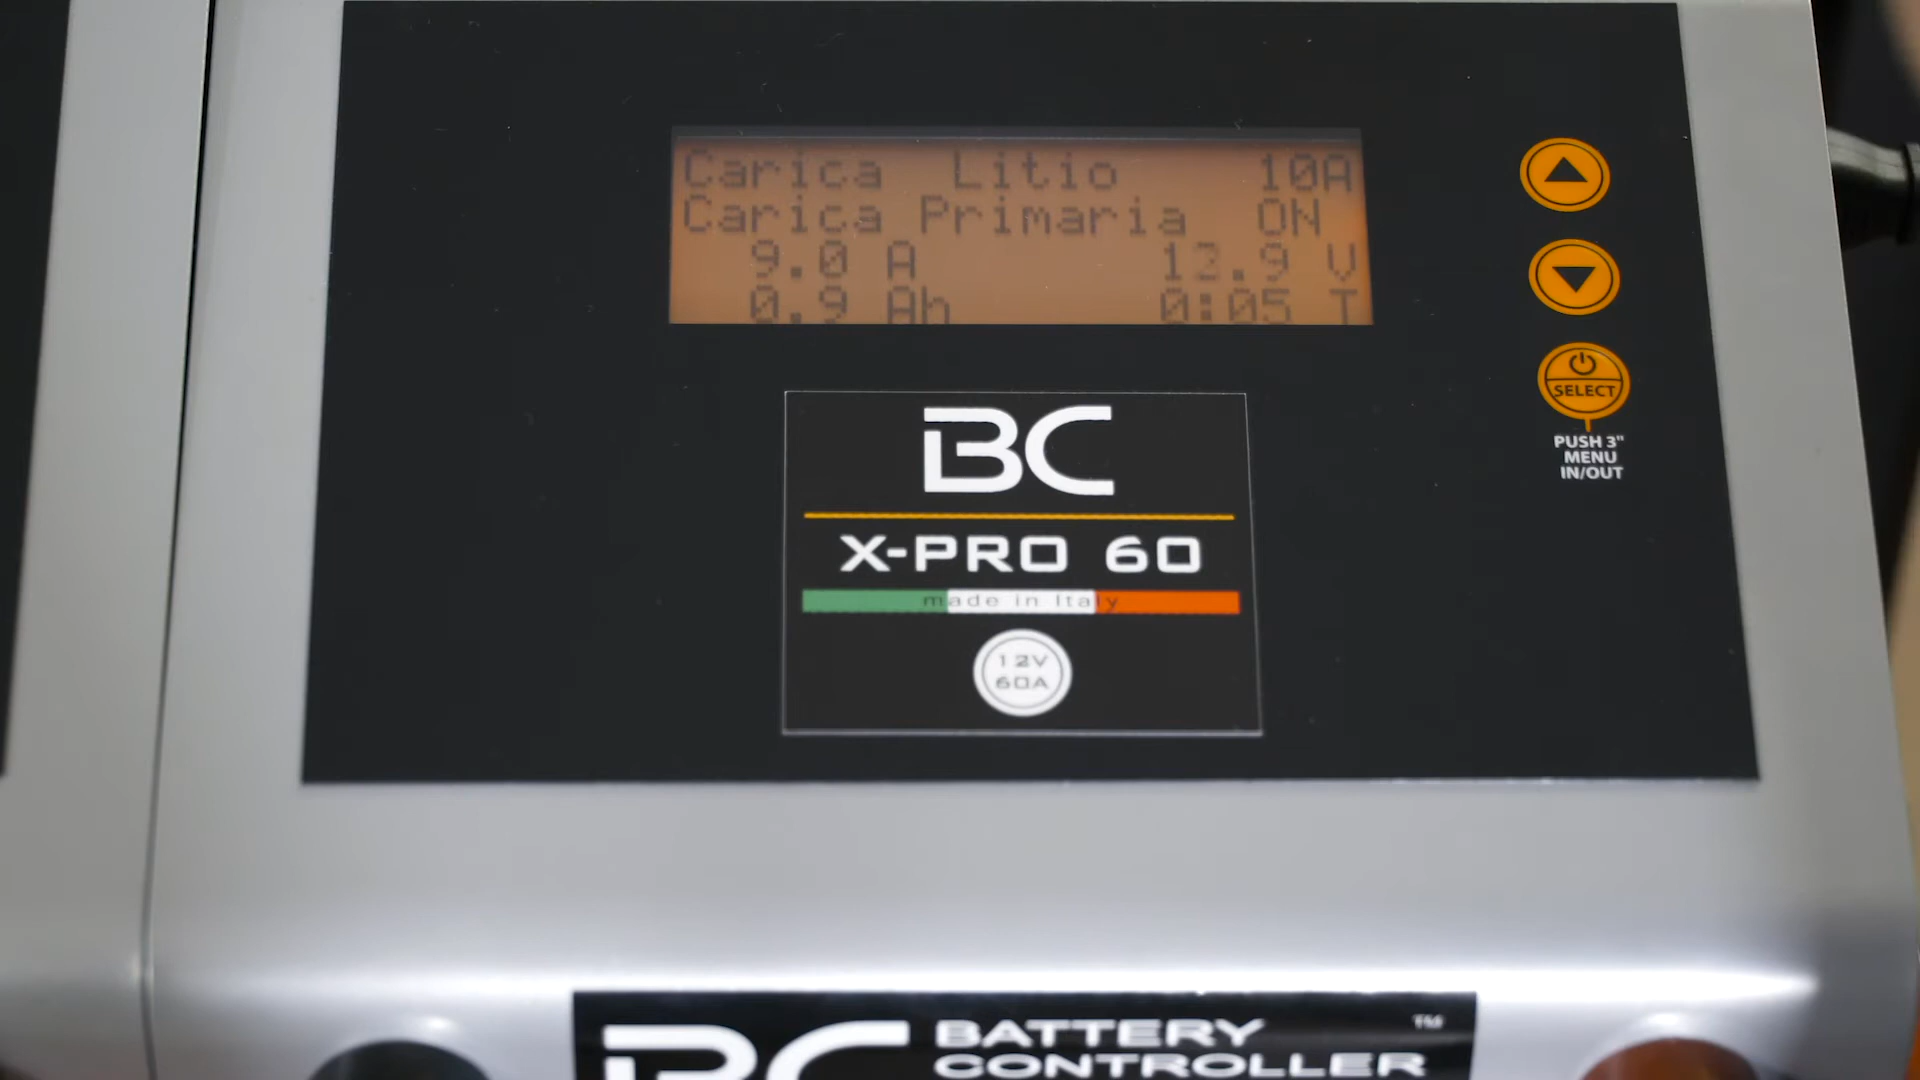 Carica Litio 10A
Carica Primaria ON
9.0 A 12.9 V
0.9 Ah 0:05 T
SELECT
PUSH 3"
MENU
IN/OUT
BC
X-PRO 60
made in Italy
12V
60A
BC BATTERY CONTROLLER ™